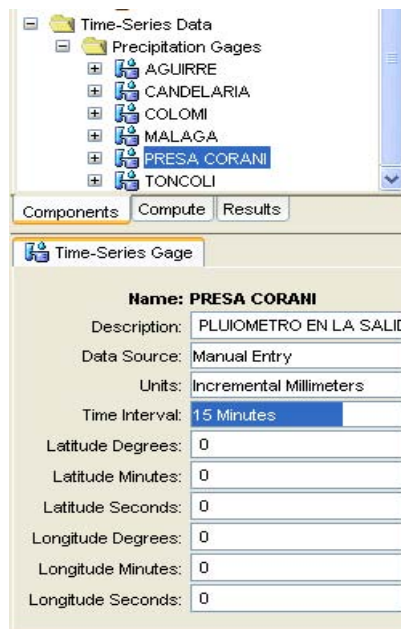 Time-Series Data
Precipitation Gages
AGUIRRE
CANDELARIA
COLOMI
MALAGA
PRESA CORANI
TONCOLI
Components Compute Results
Time-Series Gage
Name: PRESA CORANI
Description: PLUIOMETRO EN LA SALID
Data Source: Manual Entry
Units: Incremental Millimeters
Time Interval: 15 Minutes
Latitude Degrees: 0
Latitude Minutes: 0
Latitude Seconds: 0
Longitude Degrees: 0
Longitude Minutes: 0
Longitude Seconds: 0